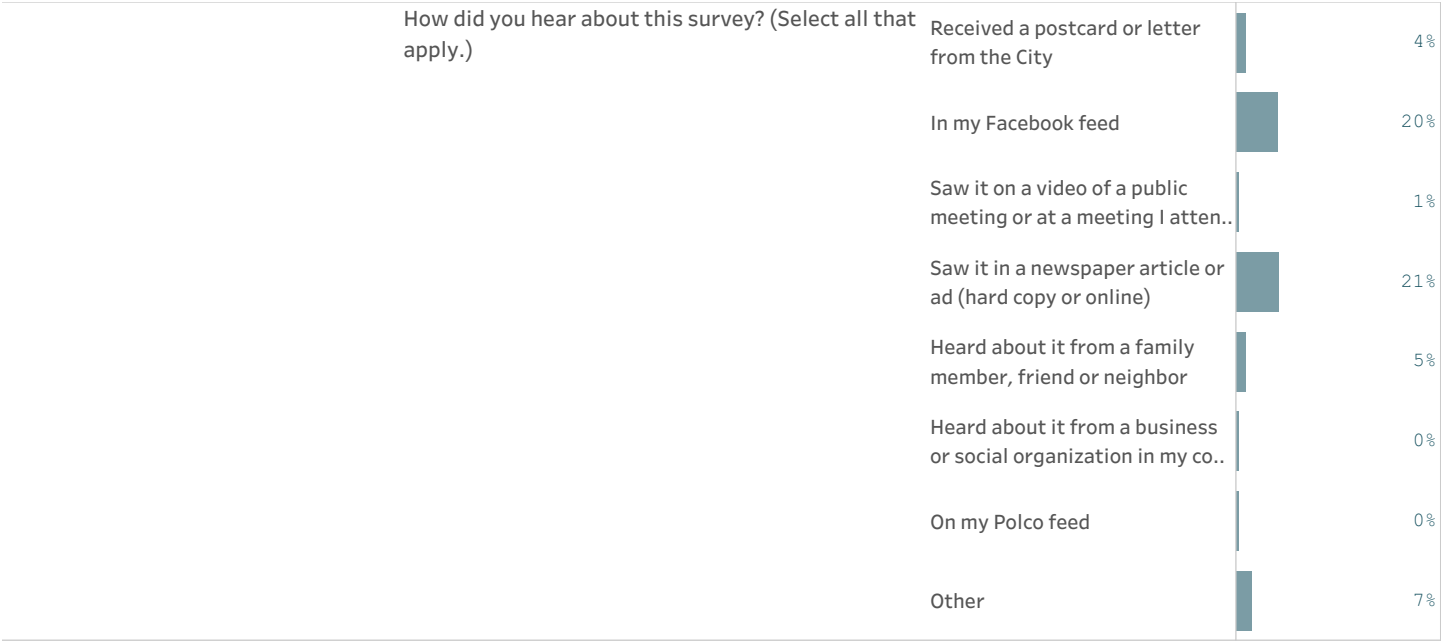 How did you hear about this survey? (Select all that
apply.)
Received a postcard or letter
from the City
4%
In my Facebook feed
20%
Saw it on a video of a public
meeting or at a meeting I atten..
1%
Saw it in a newspaper article or
ad (hard copy or online)
21%
Heard about it from a family
member, friend or neighbor
5%
Heard about it from a business
or social organization in my co..
0%
On my Polco feed
0%
Other
7%